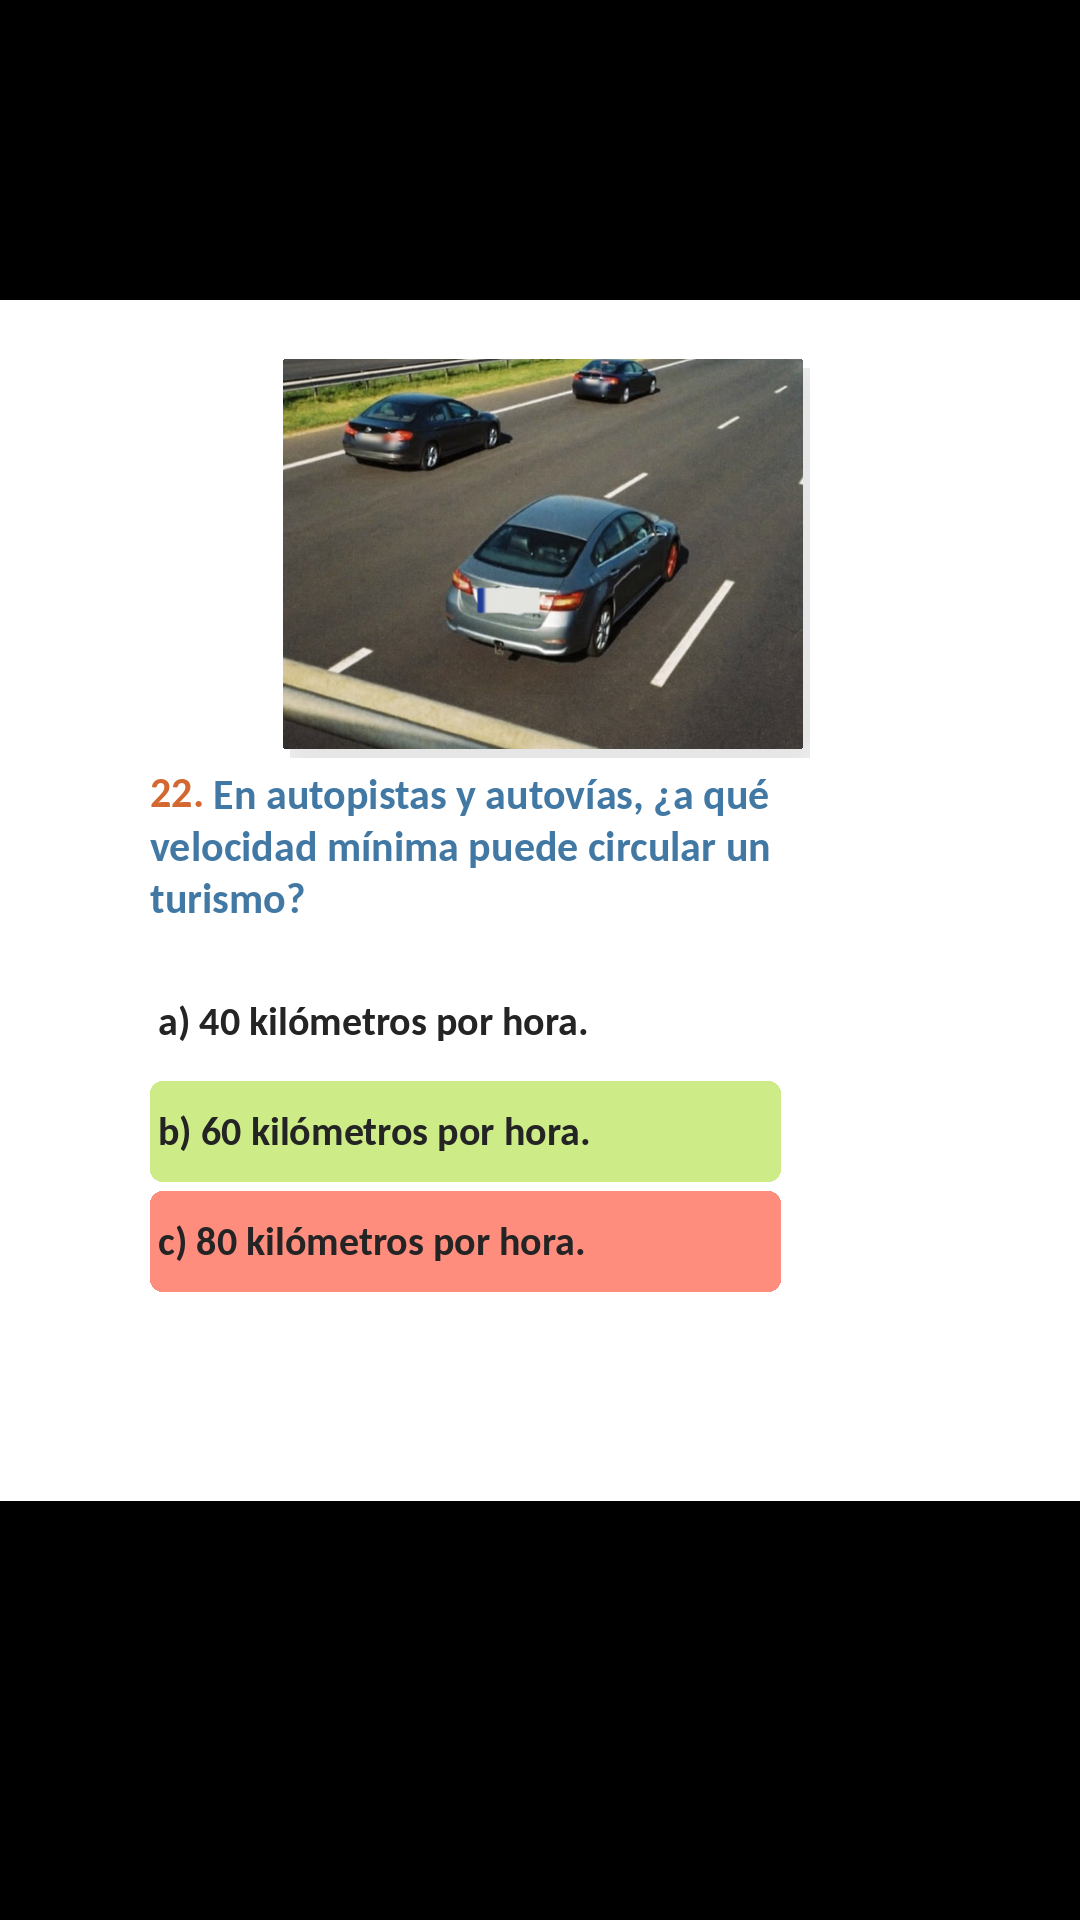 22. En autopistas y autovías, ¿a qué
velocidad mínima puede circular un
turismo?
a) 40 kilómetros por hora.
b) 60 kilómetros por hora.
c) 80 kilómetros por hora.